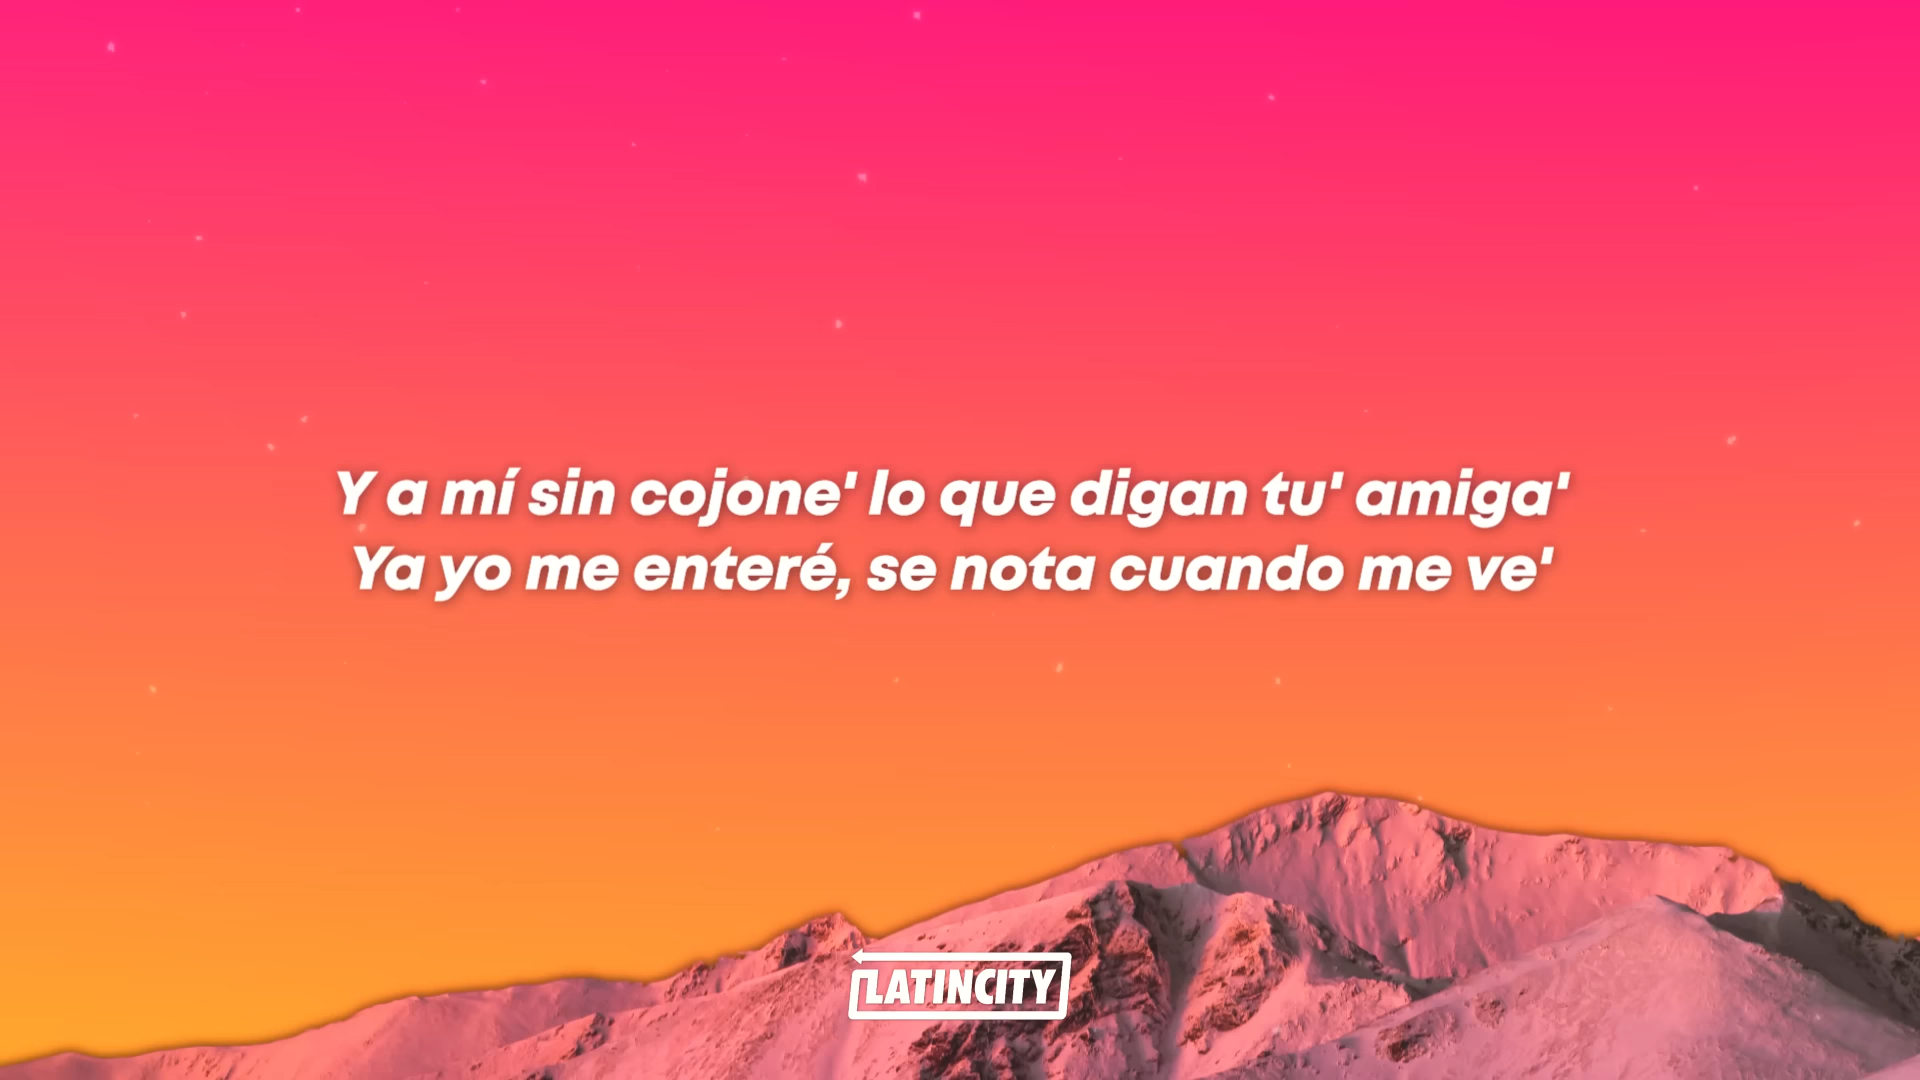 Y a mí sin cojone' lo que digan tu' amiga'
Ya yo me enteré, se nota cuando me ve'
LATINCITY